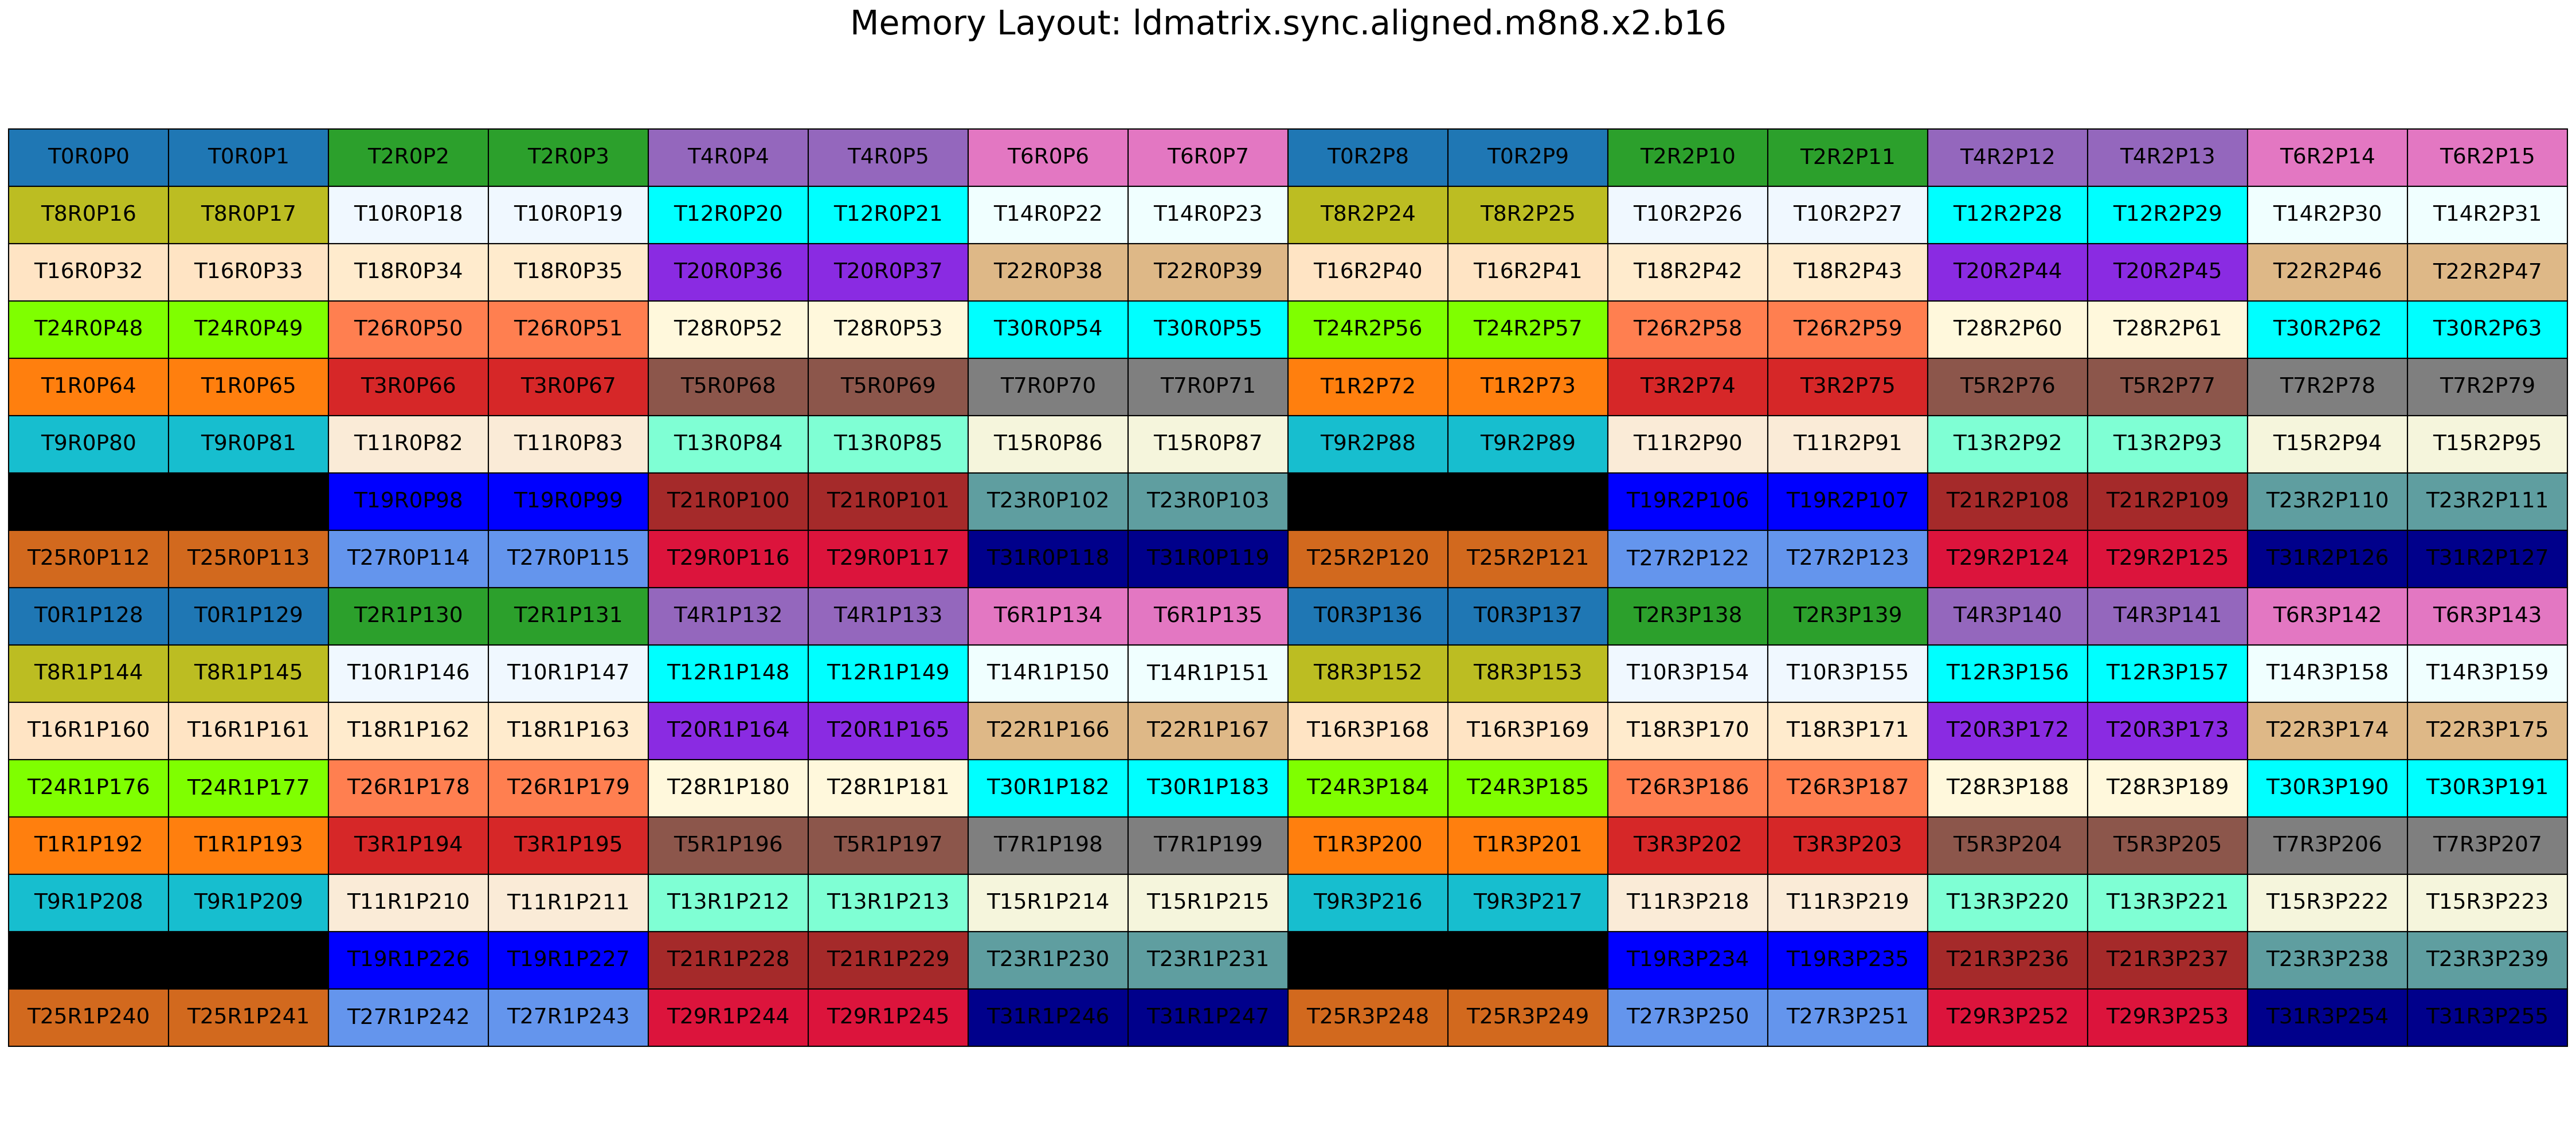 Memory Layout: ldmatrix.sync.aligned.m8n8.x2.b16
T0R0P0 T0R0P1 T2R0P2 T2R0P3 T4R0P4 T4R0P5 T6R0P6 T6R0P7 T0R2P8 T0R2P9 T2R2P10 T2R2P11 T4R2P12 T4R2P13 T6R2P14 T6R2P15
T8R0P16 T8R0P17 T10R0P18 T10R0P19 T12R0P20 T12R0P21 T14R0P22 T14R0P23 T8R2P24 T8R2P25 T10R2P26 T10R2P27 T12R2P28 T12R2P29 T14R2P30 T14R2P31
T16R0P32 T16R0P33 T18R0P34 T18R0P35 T20R0P36 T20R0P37 T22R0P38 T22R0P39 T16R2P40 T16R2P41 T18R2P42 T18R2P43 T20R2P44 T20R2P45 T22R2P46 T22R2P47
T24R0P48 T24R0P49 T26R0P50 T26R0P51 T28R0P52 T28R0P53 T30R0P54 T30R0P55 T24R2P56 T24R2P57 T26R2P58 T26R2P59 T28R2P60 T28R2P61 T30R2P62 T30R2P63
T1R0P64 T1R0P65 T3R0P66 T3R0P67 T5R0P68 T5R0P69 T7R0P70 T7R0P71 T1R2P72 T1R2P73 T3R2P74 T3R2P75 T5R2P76 T5R2P77 T7R2P78 T7R2P79
T9R0P80 T9R0P81 T11R0P82 T11R0P83 T13R0P84 T13R0P85 T15R0P86 T15R0P87 T9R2P88 T9R2P89 T11R2P90 T11R2P91 T13R2P92 T13R2P93 T15R2P94 T15R2P95
T19R0P98 T19R0P99 T21R0P100 T21R0P101 T23R0P102 T23R0P103 T19R2P106 T19R2P107 T21R2P108 T21R2P109 T23R2P110 T23R2P111
T25R0P112 T25R0P113 T27R0P114 T27R0P115 T29R0P116 T29R0P117 T31R0P118 T31R0P119 T25R2P120 T25R2P121 T27R2P122 T27R2P123 T29R2P124 T29R2P125 T31R2P126 T31R2P127
T0R1P128 T0R1P129 T2R1P130 T2R1P131 T4R1P132 T4R1P133 T6R1P134 T6R1P135 T0R3P136 T0R3P137 T2R3P138 T2R3P139 T4R3P140 T4R3P141 T6R3P142 T6R3P143
T8R1P144 T8R1P145 T10R1P146 T10R1P147 T12R1P148 T12R1P149 T14R1P150 T14R1P151 T8R3P152 T8R3P153 T10R3P154 T10R3P155 T12R3P156 T12R3P157 T14R3P158 T14R3P159
T16R1P160 T16R1P161 T18R1P162 T18R1P163 T20R1P164 T20R1P165 T22R1P166 T22R1P167 T16R3P168 T16R3P169 T18R3P170 T18R3P171 T20R3P172 T20R3P173 T22R3P174 T22R3P175
T24R1P176 T24R1P177 T26R1P178 T26R1P179 T28R1P180 T28R1P181 T30R1P182 T30R1P183 T24R3P184 T24R3P185 T26R3P186 T26R3P187 T28R3P188 T28R3P189 T30R3P190 T30R3P191
T1R1P192 T1R1P193 T3R1P194 T3R1P195 T5R1P196 T5R1P197 T7R1P198 T7R1P199 T1R3P200 T1R3P201 T3R3P202 T3R3P203 T5R3P204 T5R3P205 T7R3P206 T7R3P207
T9R1P208 T9R1P209 T11R1P210 T11R1P211 T13R1P212 T13R1P213 T15R1P214 T15R1P215 T9R3P216 T9R3P217 T11R3P218 T11R3P219 T13R3P220 T13R3P221 T15R3P222 T15R3P223
T19R1P226 T19R1P227 T21R1P228 T21R1P229 T23R1P230 T23R1P231 T19R3P234 T19R3P235 T21R3P236 T21R3P237 T23R3P238 T23R3P239
T25R1P240 T25R1P241 T27R1P242 T27R1P243 T29R1P244 T29R1P245 T31R1P246 T31R1P247 T25R3P248 T25R3P249 T27R3P250 T27R3P251 T29R3P252 T29R3P253 T31R3P254 T31R3P255